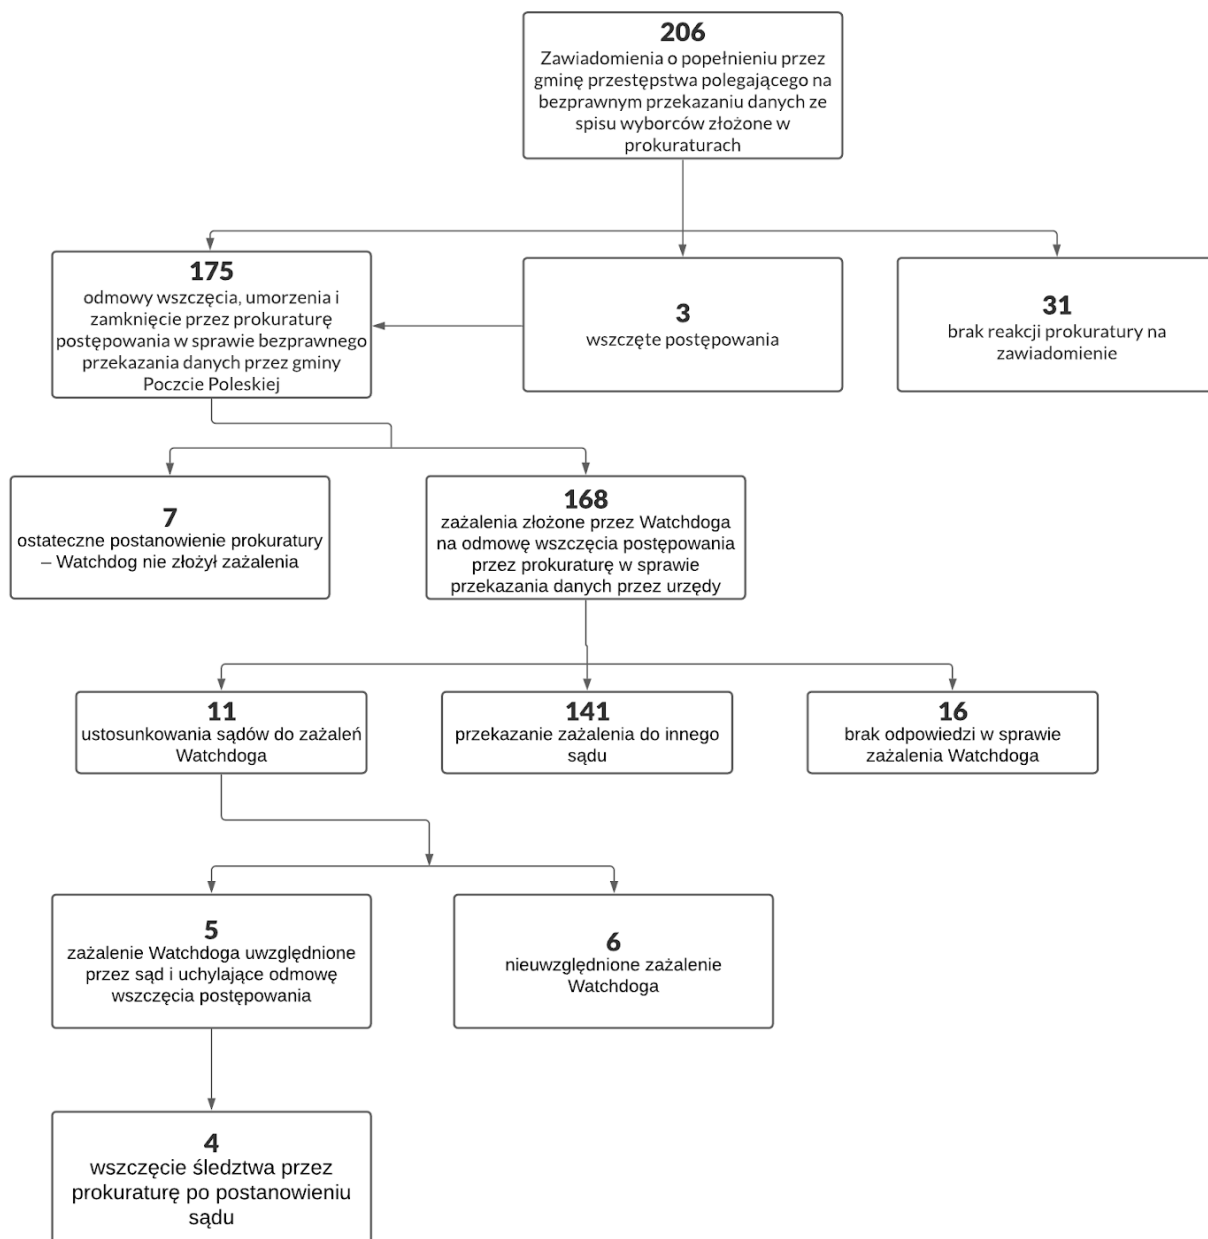 206
Zawiadomienia o popełnieniu przez
gminę przestępstwa polegającego na
bezprawnym przekazaniu danych ze
spisu wyborców złożone w
prokuraturach
175
odmowy wszczęcia, umorzenia i
zamknięcie przez prokuraturę
postępowania w sprawie bezprawnego
przekazania danych przez gminy
Poczcie Poleskiej
3
wszczęte postępowania
31
brak reakcji prokuratury na
zawiadomienie
7
ostateczne postanowienie prokuratury
– Watchdog nie złożył zażalenia
168
zażalenia złożone przez Watchdoga
na odmowę wszczęcia postępowania
przez prokuraturę w sprawie
przekazania danych przez urzędy
11
ustosunkowania sądów do zażaleń
Watchdoga
141
przekazanie zażalenia do innego
sądu
16
brak odpowiedzi w sprawie
zażalenia Watchdoga
5
zażalenie Watchdoga uwzględnione
przez sąd i uchylające odmowę
wszczęcia postępowania
6
nieuwzględnione zażalenie
Watchdoga
4
wszczęcie śledztwa przez
prokuraturę po postanowieniu
sądu